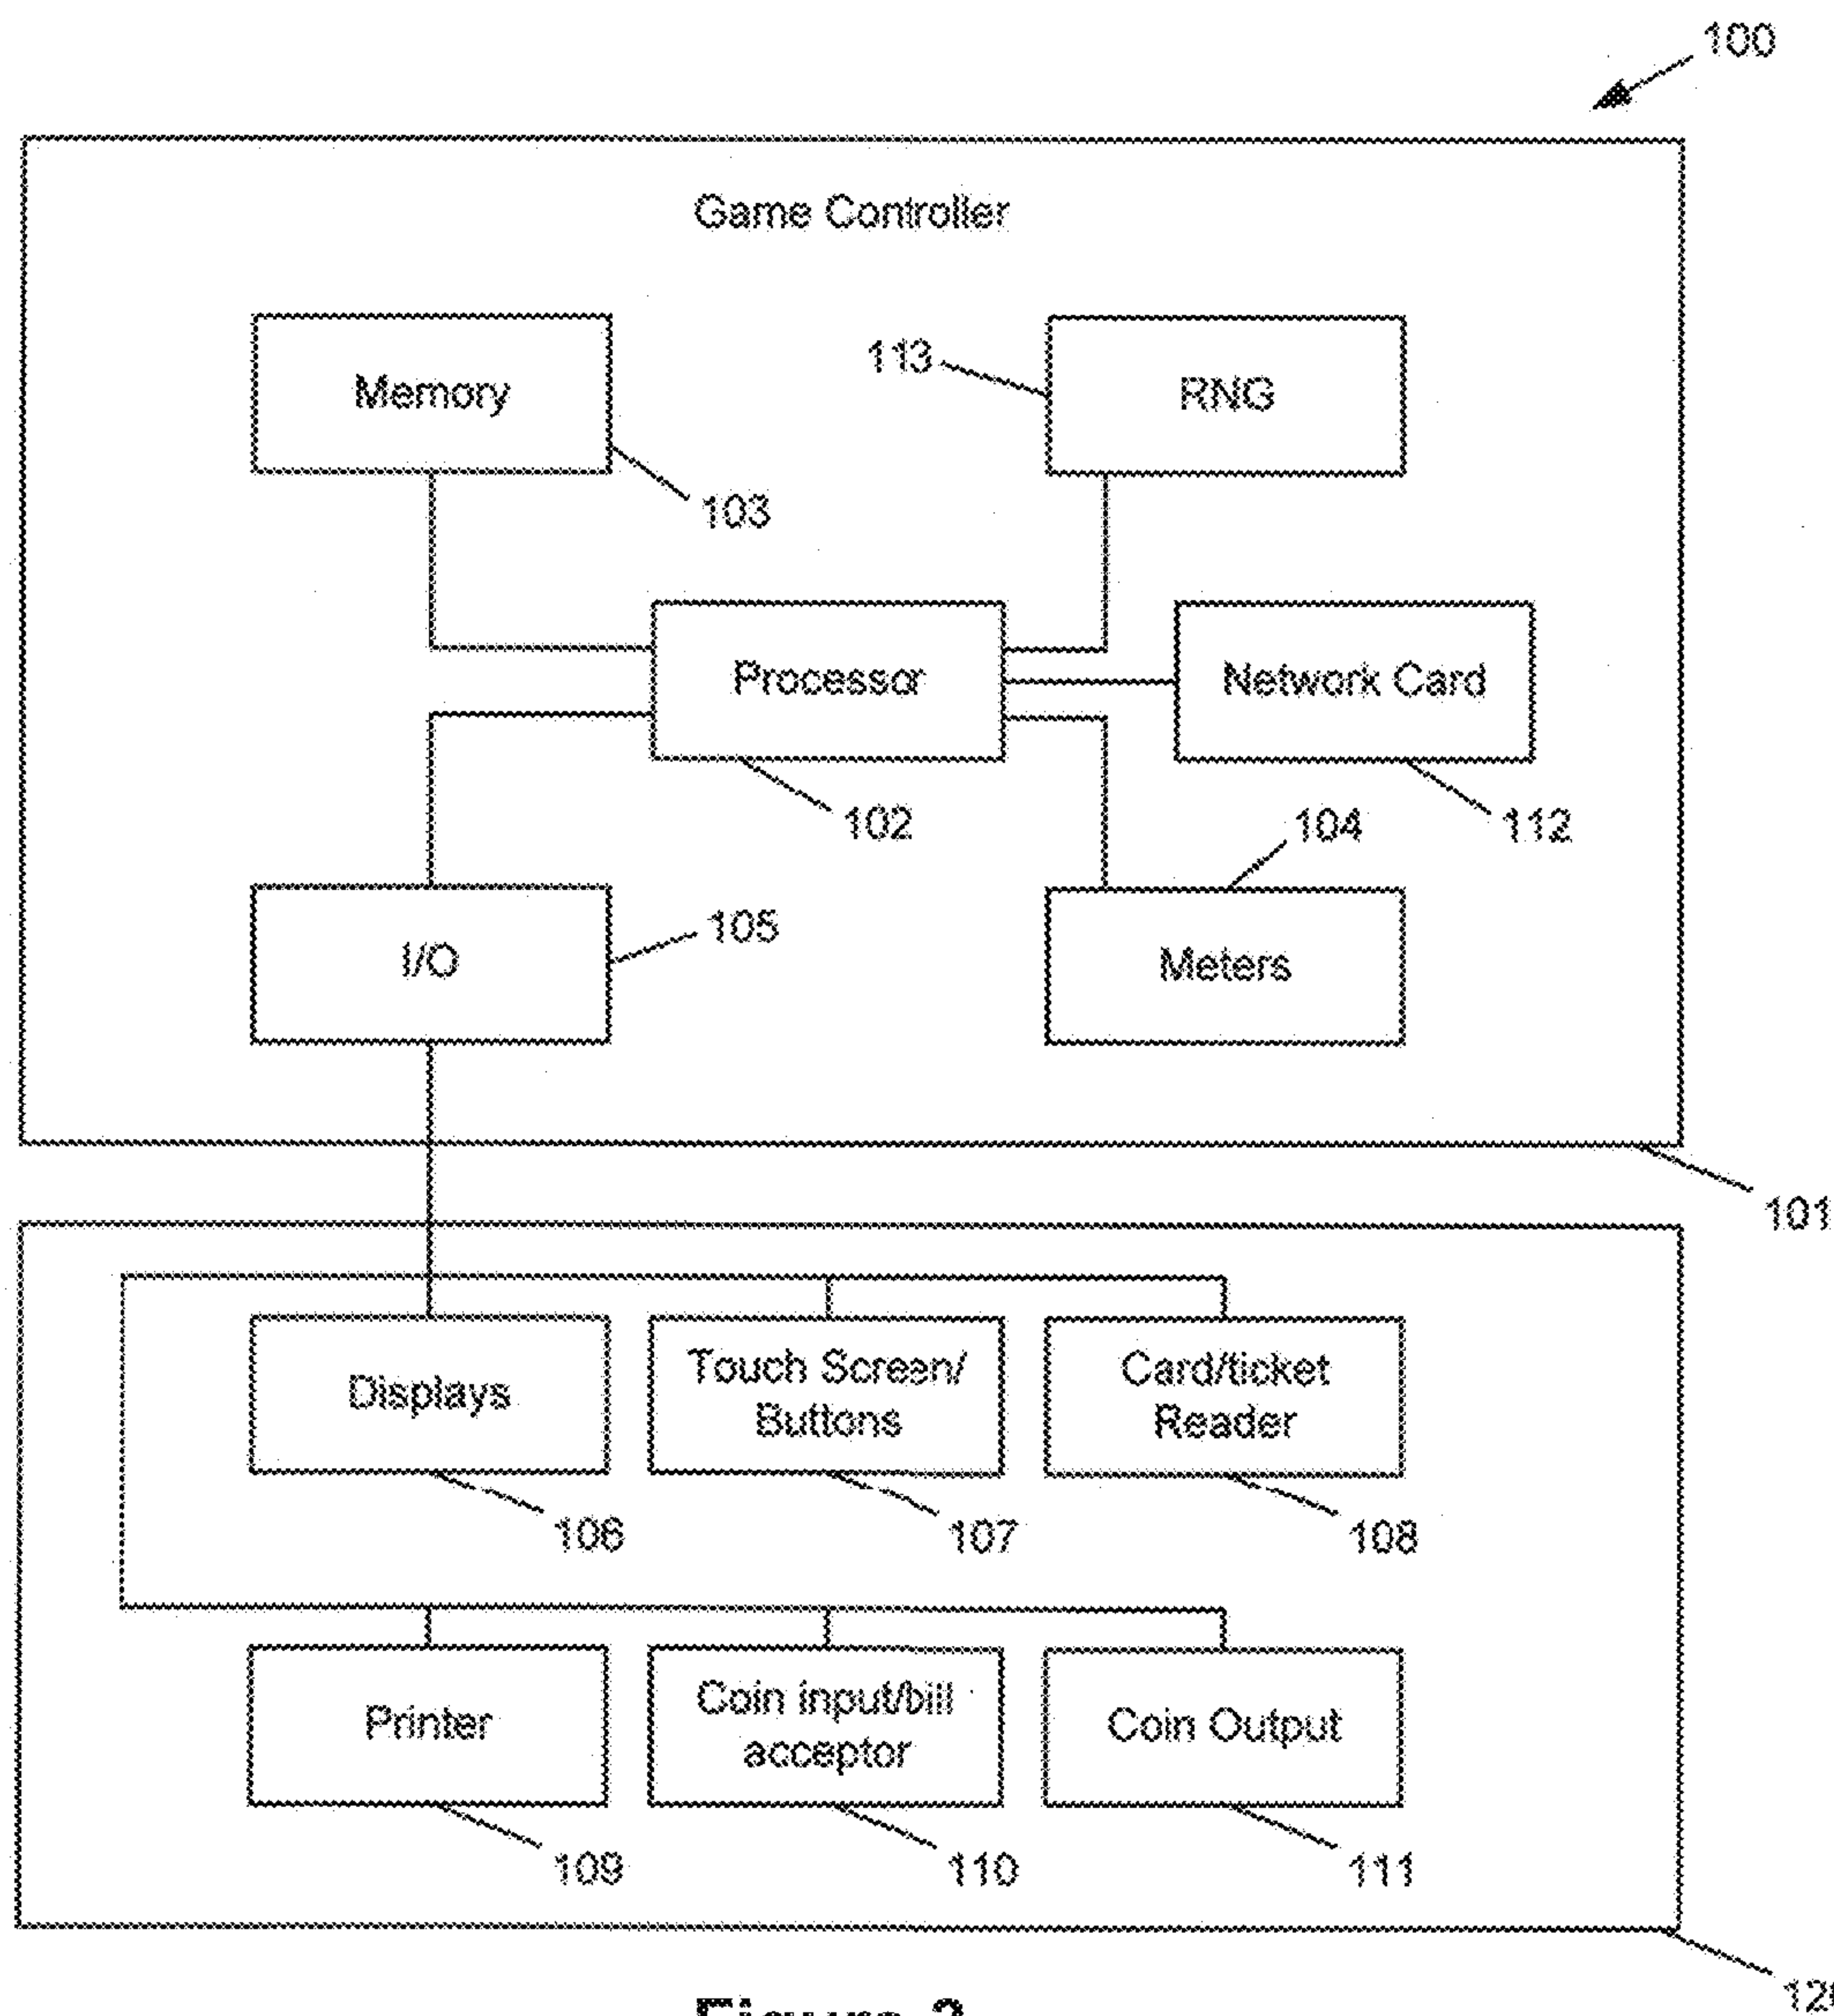 100
Game Controller
Memory
113
RNG
103
Processor
Network Card
102
104
112
I/O
105
Meters
101
Displays
Touch Screen/
Buttons
Card/ticket
Reader
106
107
108
Printer
Coin input/bill
acceptor
Coin Output
109
110
111